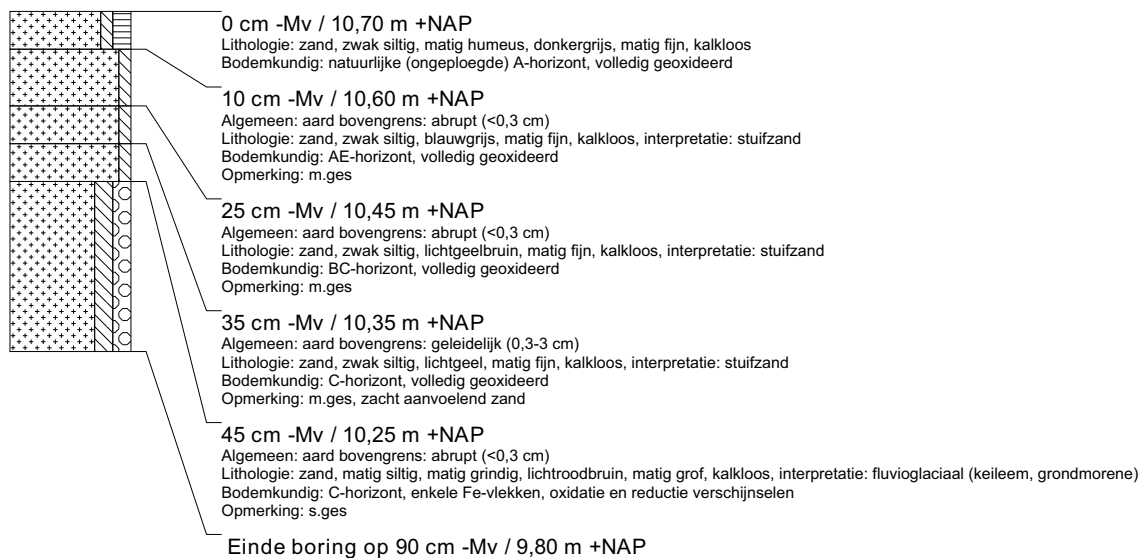 0 cm -Mv / 10,70 m +NAP
Lithologie: zand, zwak siltig, matig humeus, donkergrijs, matig fijn, kalkloos
Bodemkundig: natuurlijke (ongeploegde) A-horizont, volledig geoxideerd
10 cm -Mv / 10,60 m +NAP
Algemeen: aard bovengrens: abrupt (<0,3 cm)
Lithologie: zand, zwak siltig, blauwgrijs, matig fijn, kalkloos, interpretatie: stuifzand
Bodemkundig: AE-horizont, volledig geoxideerd
Opmerking: m.ges
25 cm -Mv / 10,45 m +NAP
Algemeen: aard bovengrens: abrupt (<0,3 cm)
Lithologie: zand, zwak siltig, lichtgeelbruin, matig fijn, kalkloos, interpretatie: stuifzand
Bodemkundig: BC-horizont, volledig geoxideerd
Opmerking: m.ges
35 cm -Mv / 10,35 m +NAP
Algemeen: aard bovengrens: geleidelijk (0,3-3 cm)
Lithologie: zand, zwak siltig, lichtgeel, matig fijn, kalkloos, interpretatie: stuifzand
Bodemkundig: C-horizont, volledig geoxideerd
Opmerking: m.ges, zacht aanvoelend zand
45 cm -Mv / 10,25 m +NAP
Algemeen: aard bovengrens: abrupt (<0,3 cm)
Lithologie: zand, matig siltig, matig grindig, lichtroodbruin, matig grof, kalkloos, interpretatie: fluvioglaciaal (keileem, grondmorene)
Bodemkundig: C-horizont, enkele Fe-vlekken, oxidatie en reductie verschijnselen
Opmerking: s.ges
Einde boring op 90 cm -Mv / 9,80 m +NAP